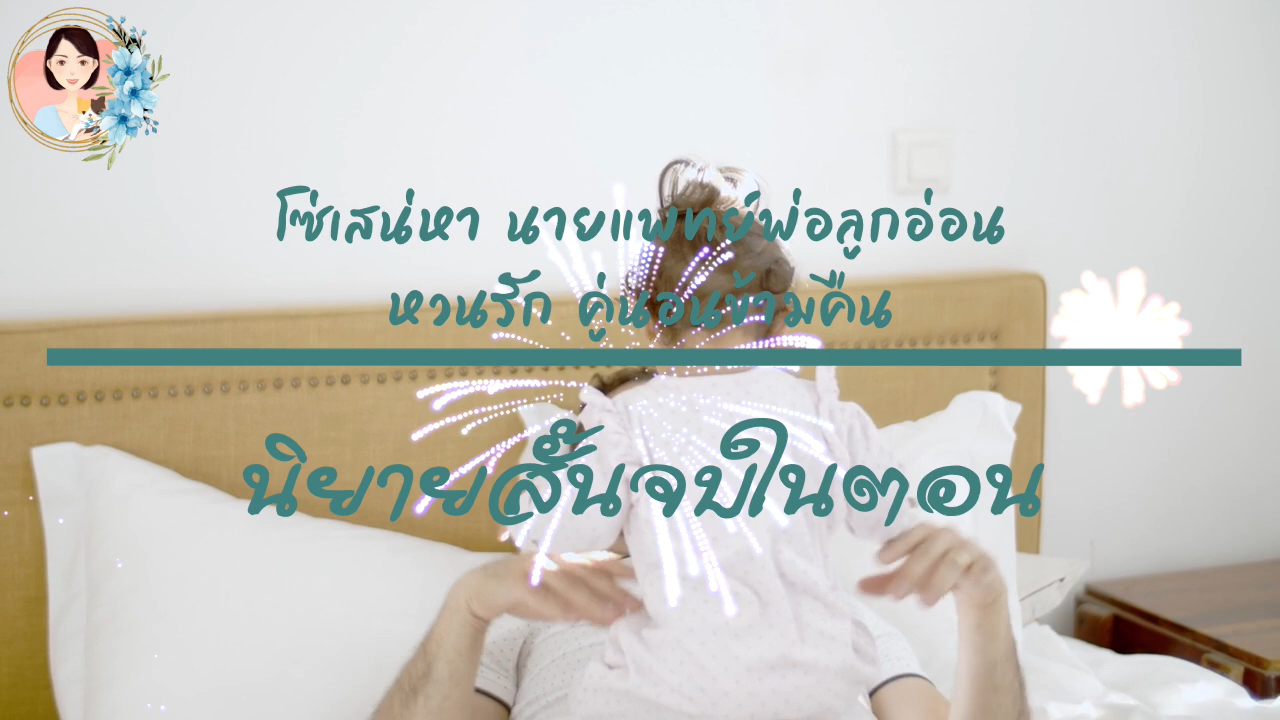 โซ่เสน่หา นายแพทย์พ่อลูกอ่อน
หวนรัก คู่นอนข้ามคืน
นิยายสั้นจบในตอน